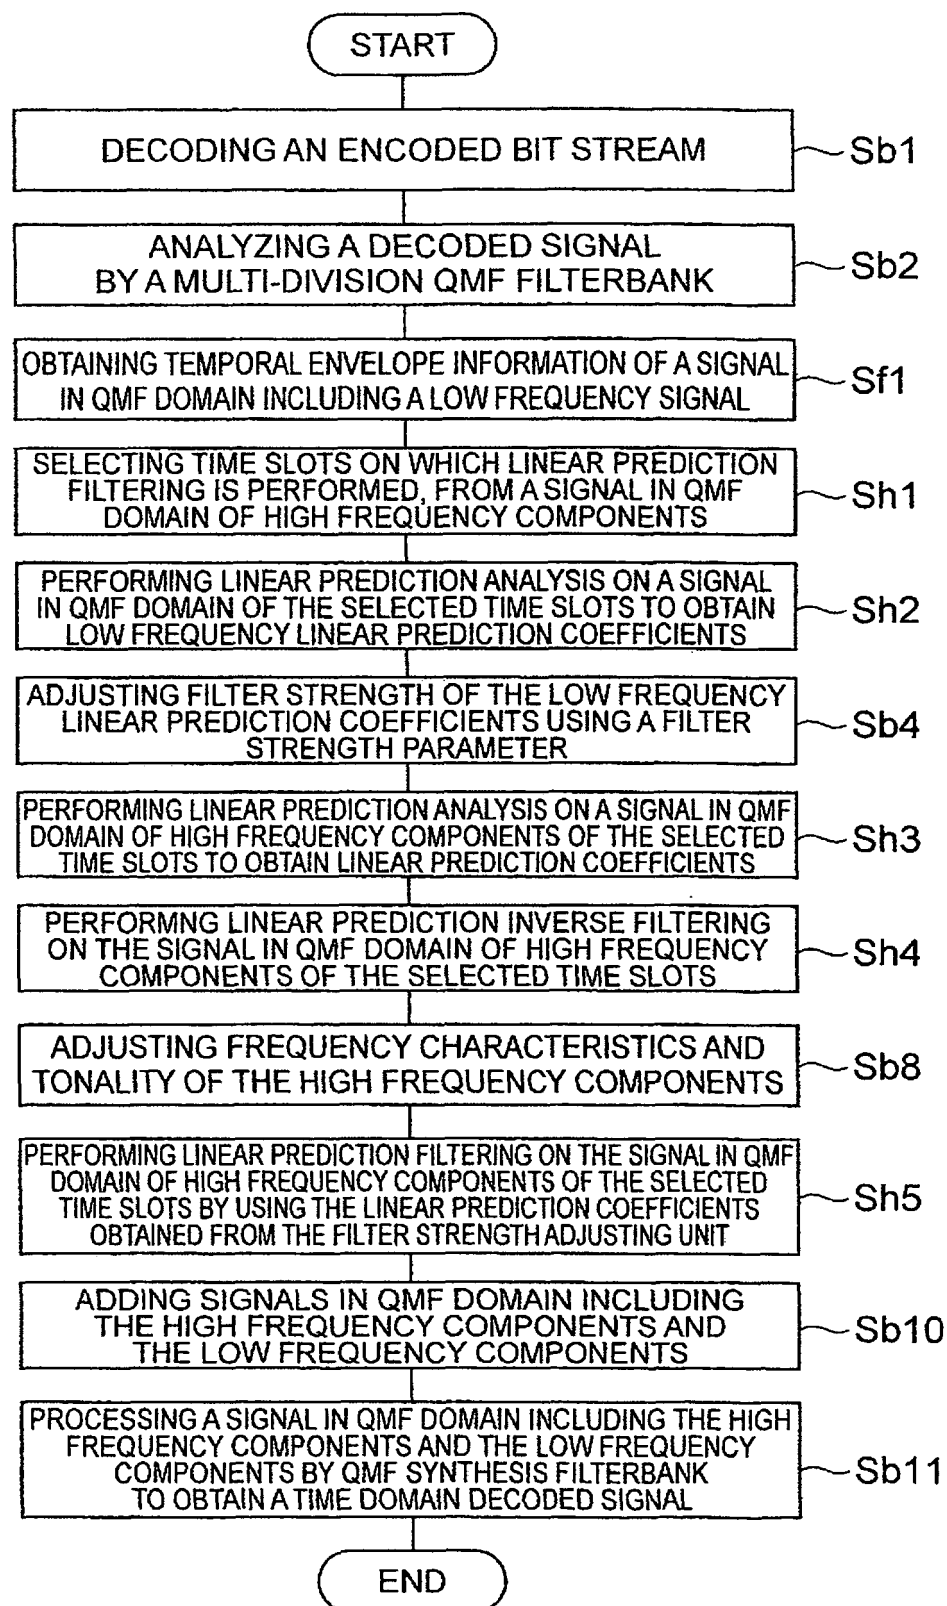 START
DECODING AN ENCODED BIT STREAM
Sb1
ANALYZING A DECODED SIGNAL
BY A MULTI-DIVISION QMF FILTERBANK
Sb2
OBTAINING TEMPORAL ENVELOPE INFORMATION OF A SIGNAL
IN QMF DOMAIN INCLUDING A LOW FREQUENCY SIGNAL
Sf1
SELECTING TIME SLOTS ON WHICH LINEAR PREDICTION
FILTERING IS PERFORMED, FROM A SIGNAL IN QMF
DOMAIN OF HIGH FREQUENCY COMPONENTS
Sh1
PERFORMING LINEAR PREDICTION ANALYSIS ON A SIGNAL
IN QMF DOMAIN OF THE SELECTED TIME SLOTS TO OBTAIN
LOW FREQUENCY LINEAR PREDICTION COEFFICIENTS
Sh2
ADJUSTING FILTER STRENGTH OF THE LOW FREQUENCY
LINEAR PREDICTION COEFFICIENTS USING A FILTER
STRENGTH PARAMETER
Sb4
PERFORMING LINEAR PREDICTION ANALYSIS ON A SIGNAL IN QMF
DOMAIN OF HIGH FREQUENCY COMPONENTS OF THE SELECTED
TIME SLOTS TO OBTAIN LINEAR PREDICTION COEFFICIENTS
Sh3
PERFORMNG LINEAR PREDICTION INVERSE FILTERING
ON THE SIGNAL IN QMF DOMAIN OF HIGH FREQUENCY
COMPONENTS OF THE SELECTED TIME SLOTS
Sh4
ADJUSTING FREQUENCY CHARACTERISTICS AND
TONALITY OF THE HIGH FREQUENCY COMPONENTS
Sb8
PERFORMING LINEAR PREDICTION FILTERING ON THE SIGNAL IN QMF
DOMAIN OF HIGH FREQUENCY COMPONENTS OF THE SELECTED
TIME SLOTS BY USING THE LINEAR PREDICTION COEFFICIENTS
OBTAINED FROM THE FILTER STRENGTH ADJUSTING UNIT
Sh5
ADDING SIGNALS IN QMF DOMAIN INCLUDING
THE HIGH FREQUENCY COMPONENTS AND
THE LOW FREQUENCY COMPONENTS
Sb10
PROCESSING A SIGNAL IN QMF DOMAIN INCLUDING THE HIGH
FREQUENCY COMPONENTS AND THE LOW FREQUENCY
COMPONENTS BY QMF SYNTHESIS FILTERBANK
TO OBTAIN A TIME DOMAIN DECODED SIGNAL
Sb11
END